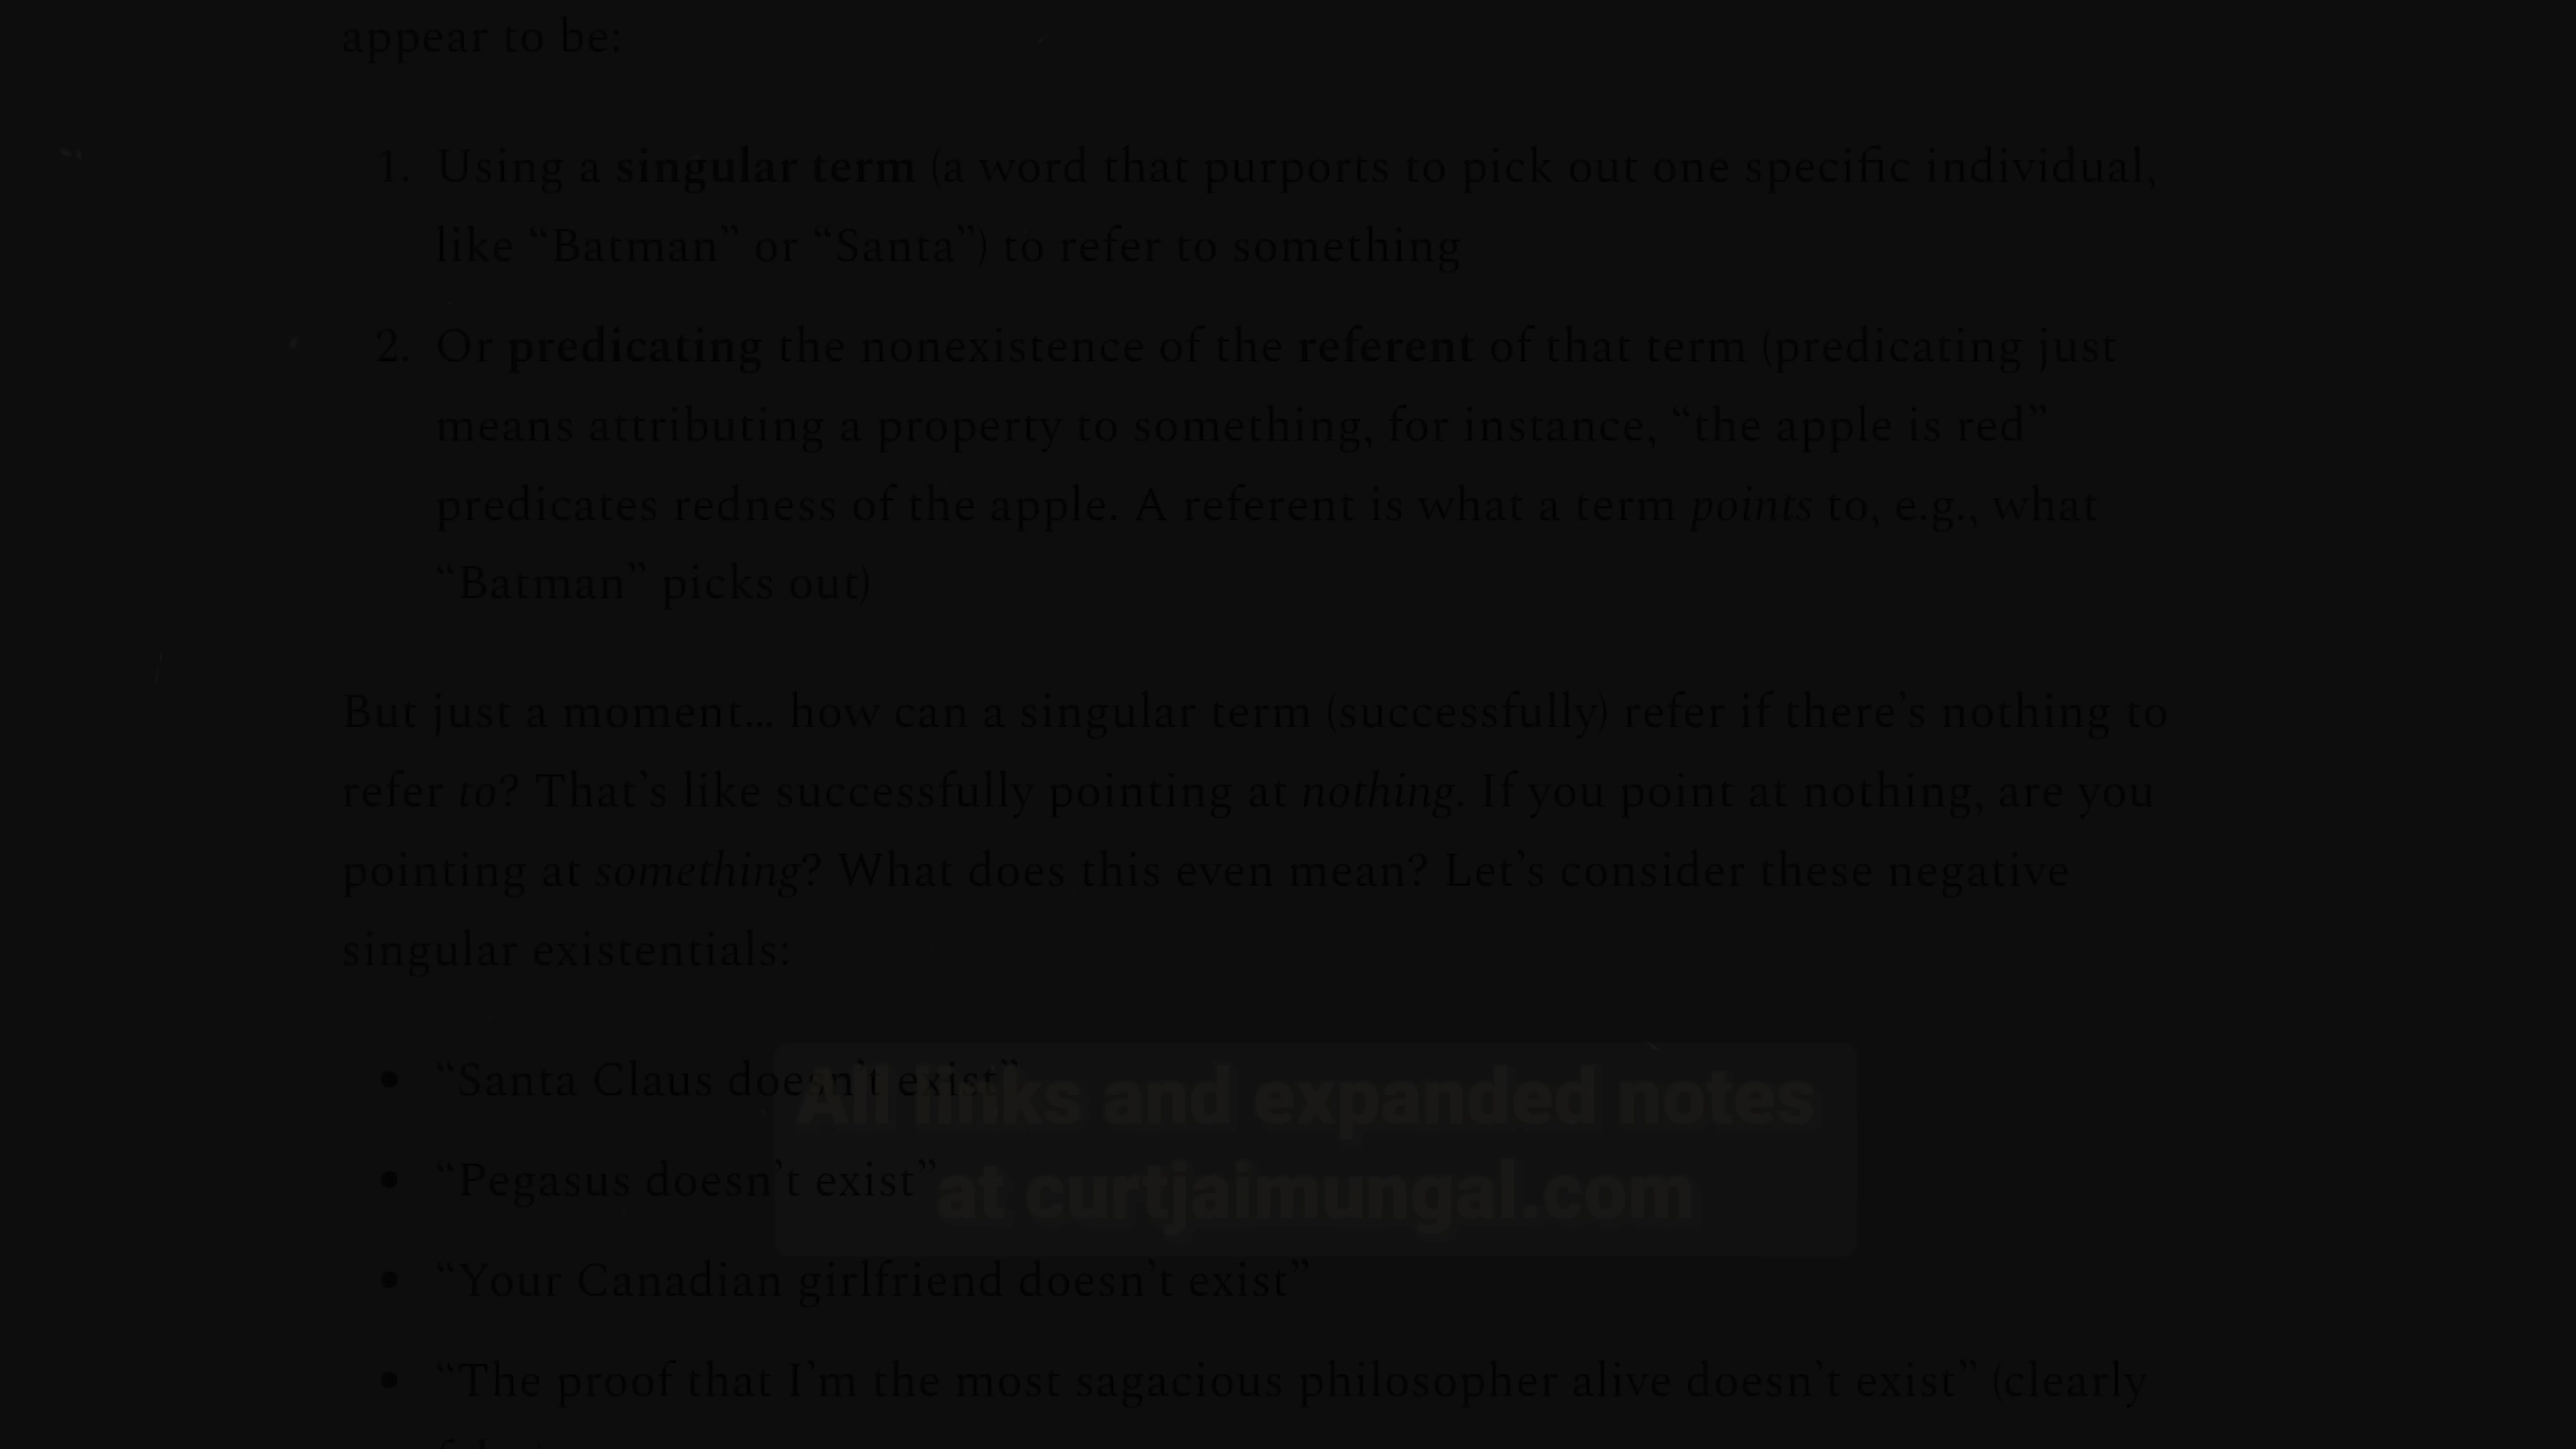 appear to be:
1. Using a singular term (a word that purports to pick out one specific individual,
like “Batman” or “Santa”) to refer to something
2. Or predicating the nonexistence of the referent of that term (predicating just
means attributing a property to something, for instance, “the apple is red”
predicates redness of the apple. A referent is what a term points to, e.g., what
“Batman” picks out)
But just a moment... how can a singular term (successfully) refer if there’s nothing to
refer to? That’s like successfully pointing at nothing. If you point at nothing, are you
pointing at something? What does this even mean? Let’s consider these negative
singular existentials:
• “Santa Claus doesn’t exist”
All links and expanded notes
• “Pegasus doesn’t exist”
at curtjaimungal.com
• “Your Canadian girlfriend doesn’t exist”
• “The proof that I’m the most sagacious philosopher alive doesn’t exist” (clearly